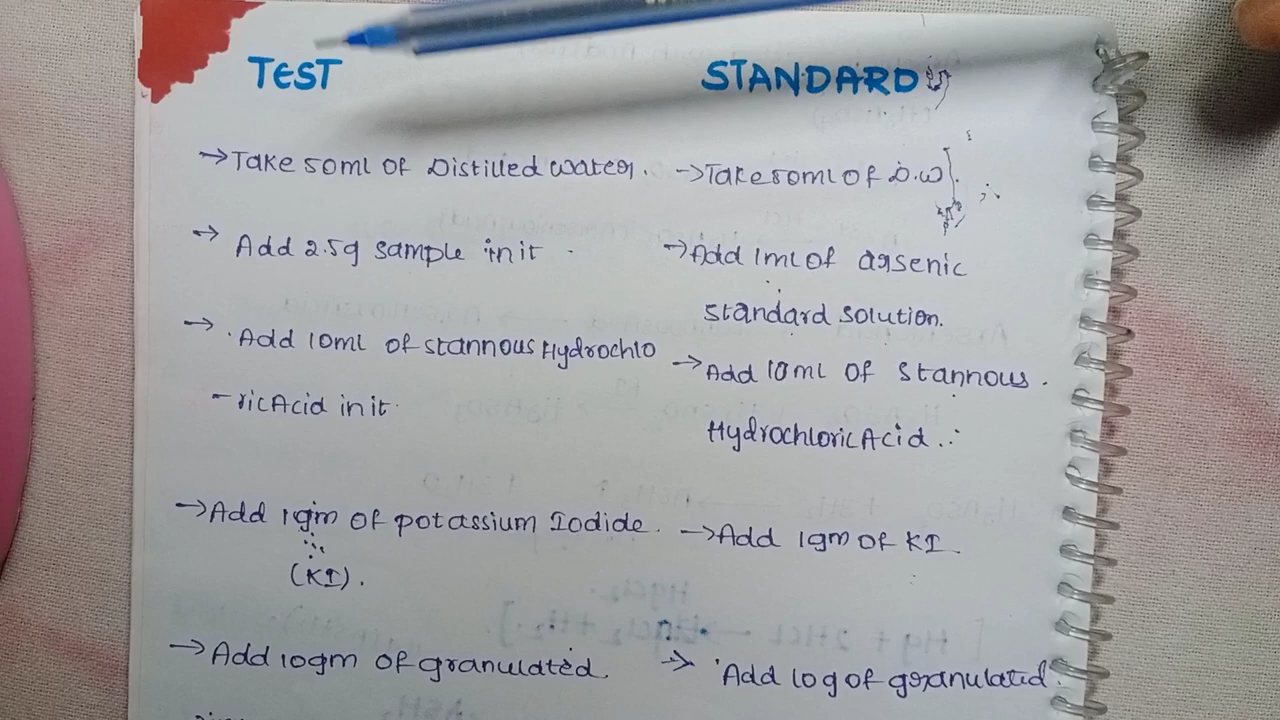 TEST
STANDARD
→Take 50ml of Distilled water.
→Take 50ml of D.W
→ Add 2.5g sample in it.
→Add 1ml of arsenic
standard solution.
→ Add 10ml of stannous Hydrochlo
-ric Acid in it.
→Add 10ml of Stannous.
Hydrochloric Acid.
→Add 1gm of potassium Iodide.
(KI).
→Add 1gm of KI.
→Add 10gm of granulated.
→ Add 10g of granulated.